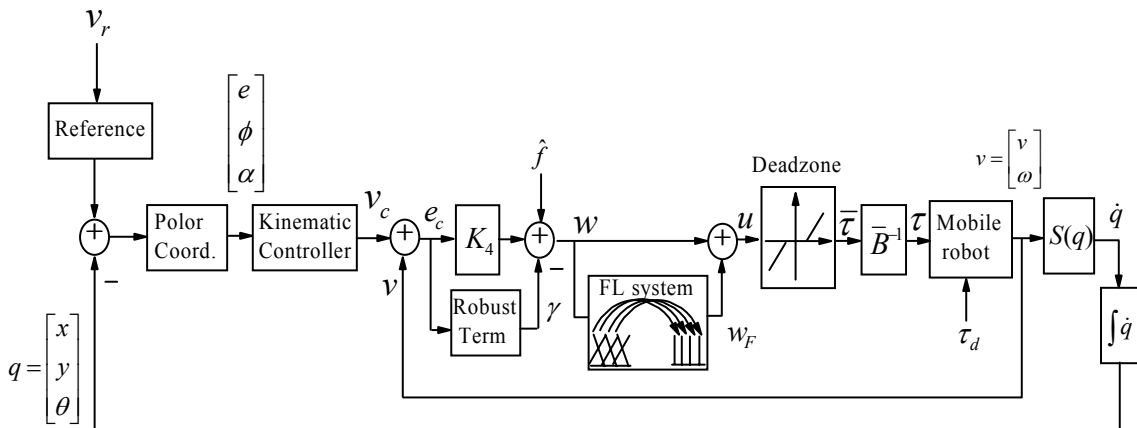 v_r
Reference
[e
ϕ
α]
Polor
Coord.
Kinematic
Controller
v_c
+
−
+
v
e_c
K_4
Robust
Term
γ
f̂
+
−
w
FL system
w_F
+
u
Deadzone
τ̄
B̄⁻¹
τ
Mobile
robot
τ_d
v = [v
ω]
S(q)
q̇
∫q̇
q = [x
y
θ]